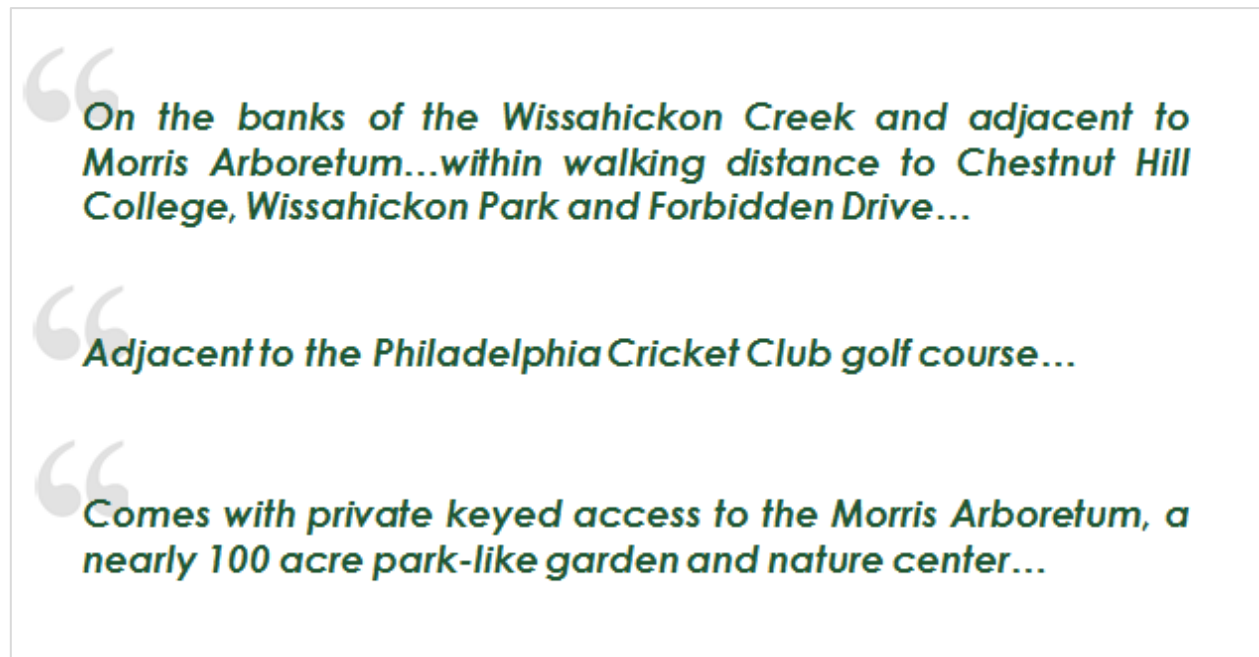 “
On the banks of the Wissahickon Creek and adjacent to
Morris Arboretum...within walking distance to Chestnut Hill
College, Wissahickon Park and Forbidden Drive...
“
Adjacent to the Philadelphia Cricket Club golf course...
“
Comes with private keyed access to the Morris Arboretum, a
nearly 100 acre park-like garden and nature center...